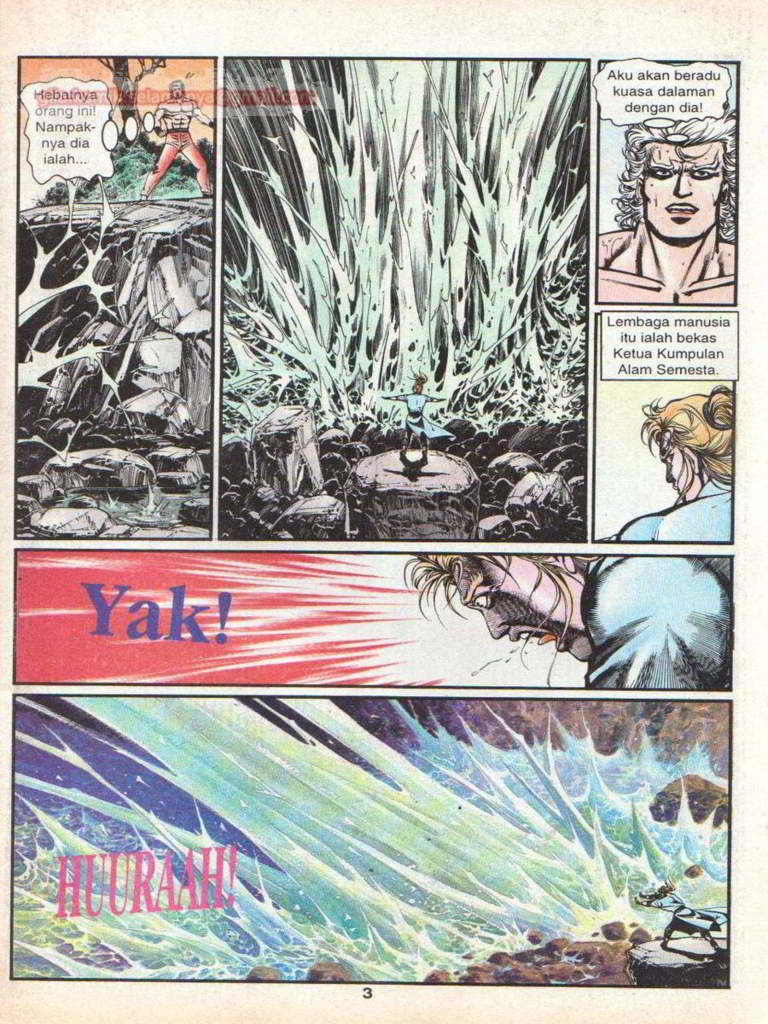 Hebatnya
orang ini!
Nampak-
nya dia
ialah...
Aku akan beradu
kuasa dalaman
dengan dia!
Lembaga manusia
itu ialah bekas
Ketua Kumpulan
Alam Semesta.
Yak!
HUURAAH!
3